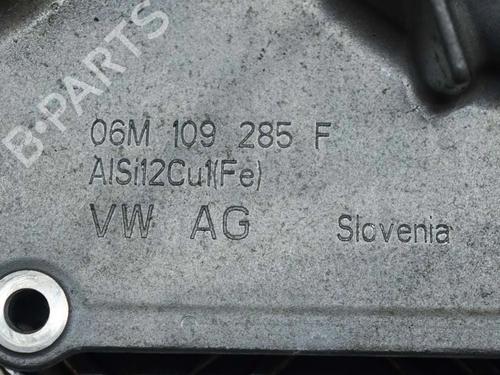 B-PARTS
06M 109 285 F
AlSi12Cu1(Fe)
VW AG Slovenia